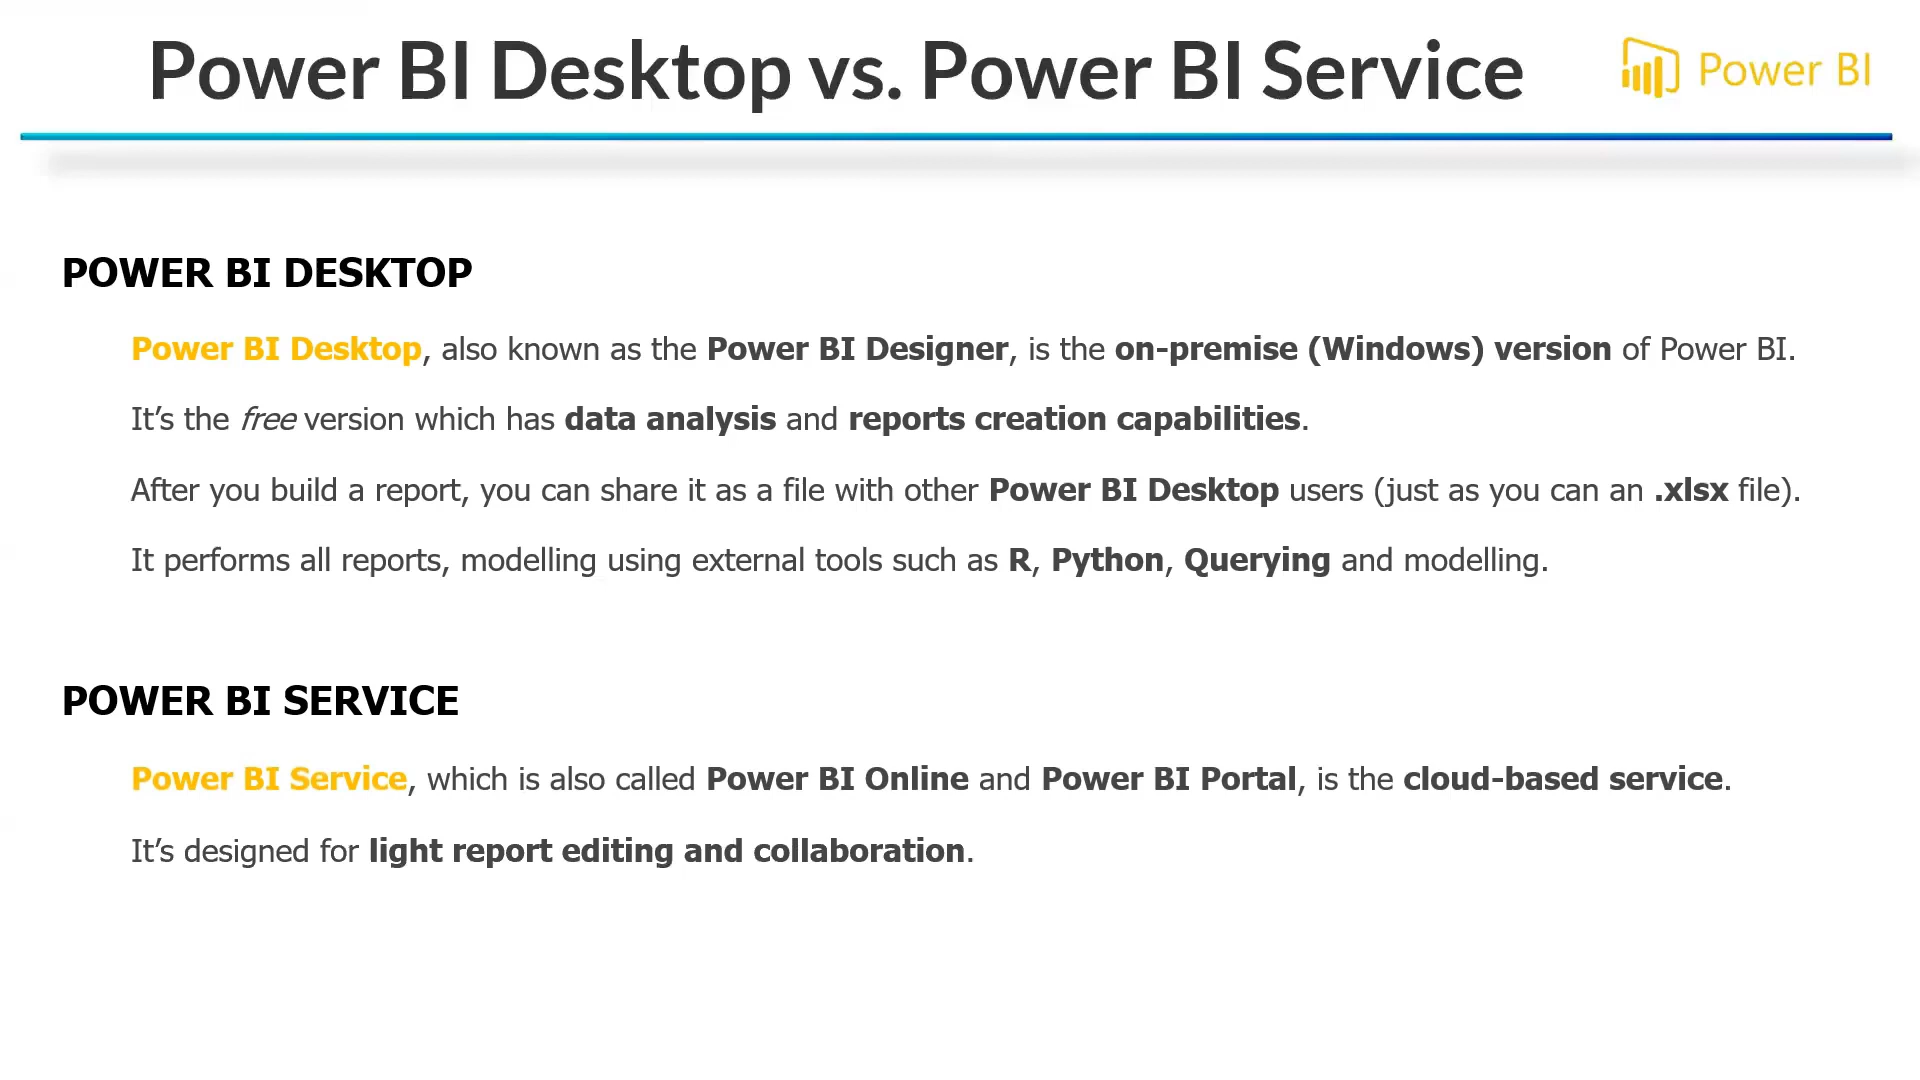 Power BI Desktop vs. Power BI Service
Power BI
POWER BI DESKTOP
Power BI Desktop, also known as the Power BI Designer, is the on-premise (Windows) version of Power BI.
It’s the free version which has data analysis and reports creation capabilities.
After you build a report, you can share it as a file with other Power BI Desktop users (just as you can an .xlsx file).
It performs all reports, modelling using external tools such as R, Python, Querying and modelling.
POWER BI SERVICE
Power BI Service, which is also called Power BI Online and Power BI Portal, is the cloud-based service.
It’s designed for light report editing and collaboration.